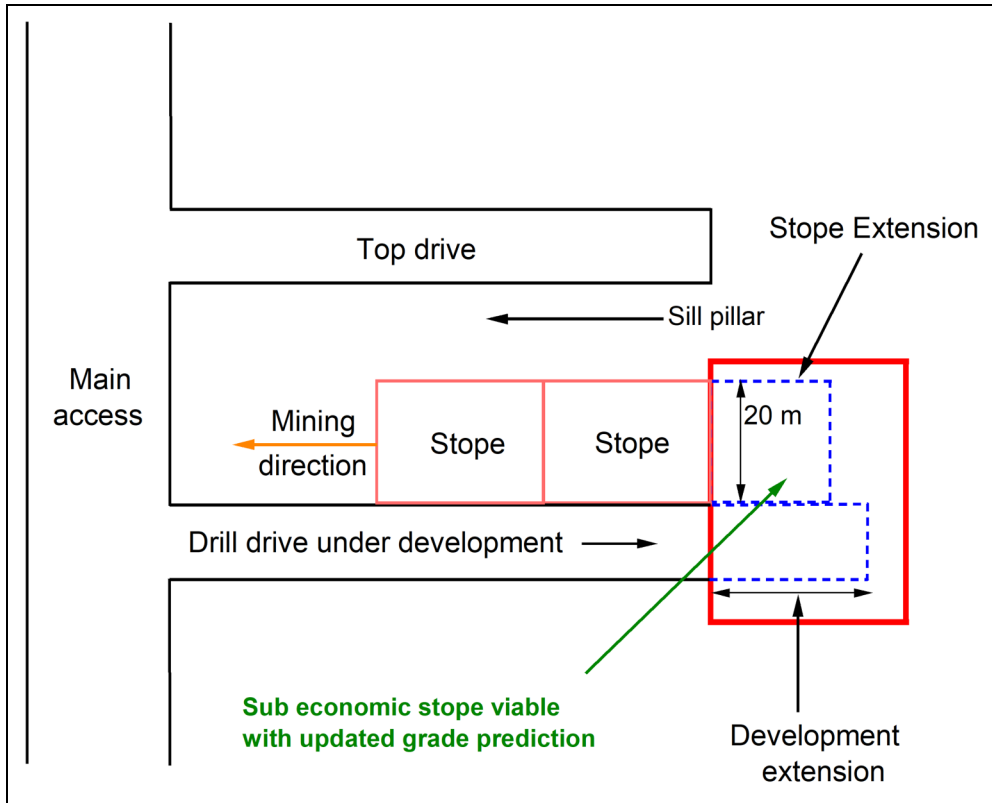 Top drive
Stope Extension
Sill pillar
Main
access
20 m
Mining
direction
Stope
Stope
Drill drive under development
Sub economic stope viable
with updated grade prediction
Development
extension